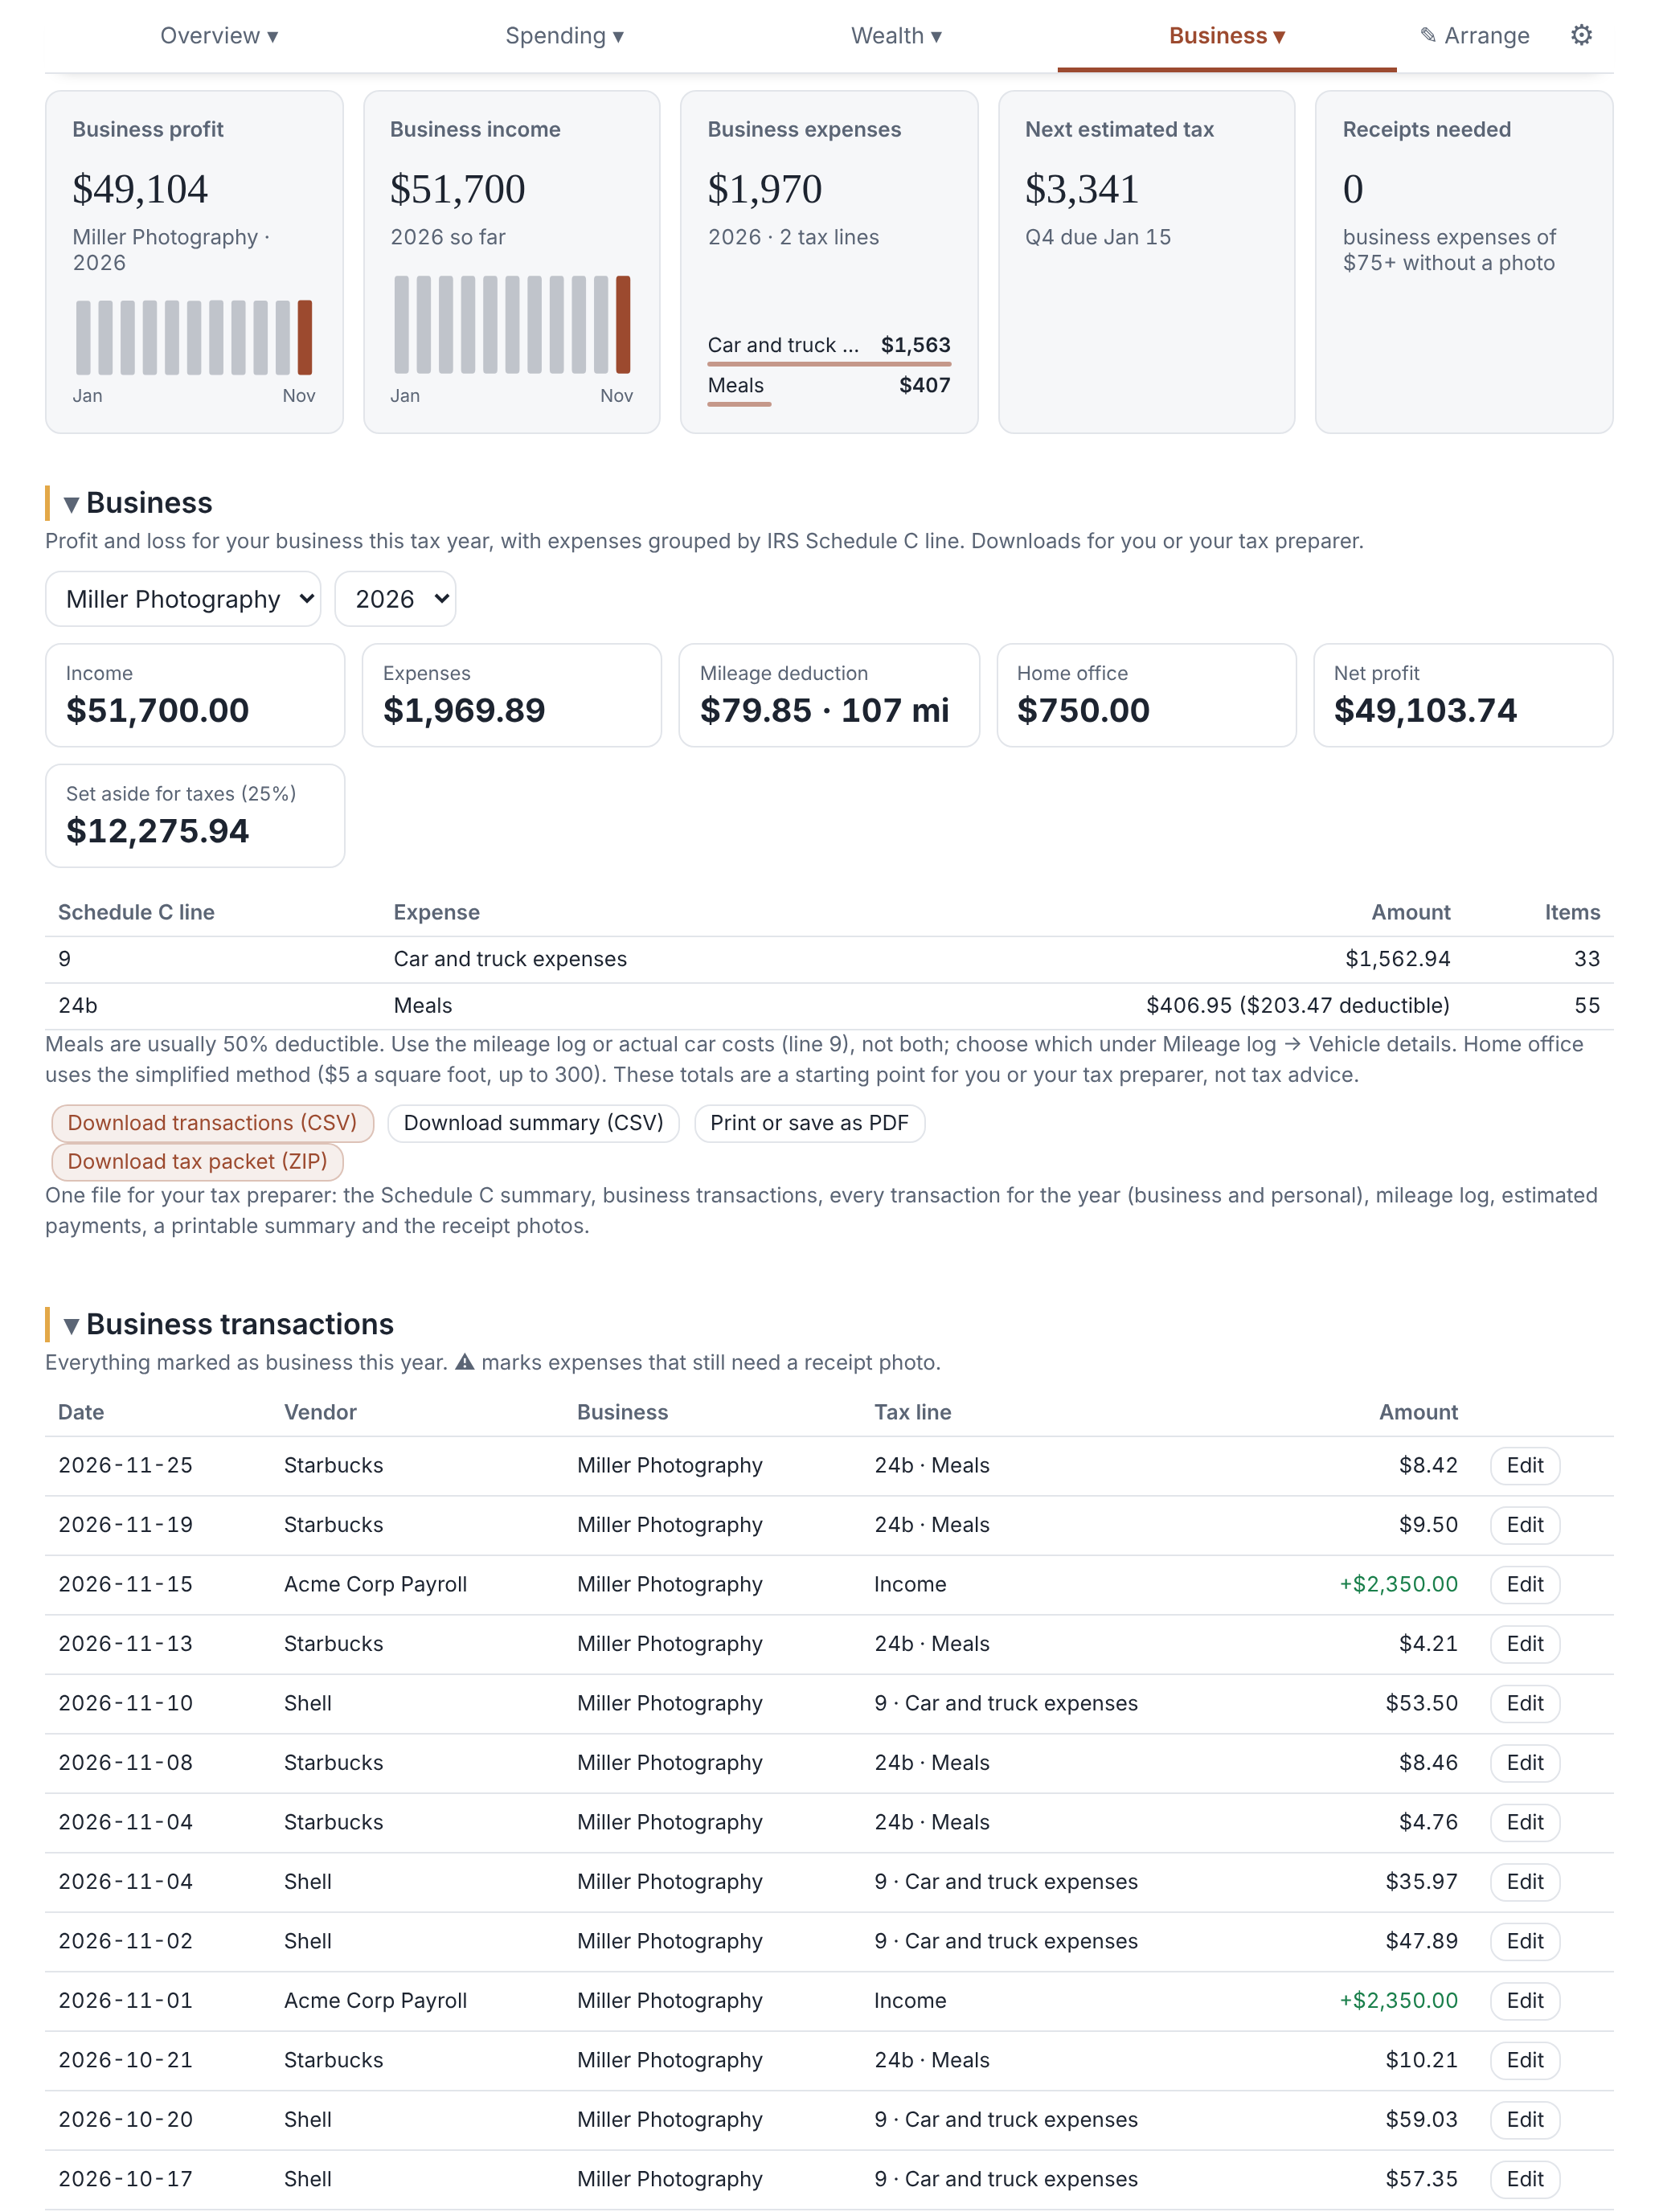 Overview ▾ Spending ▾ Wealth ▾ Business ▾ ✎ Arrange ⚙
Business profit
$49,104
Miller Photography ·
2026
Jan Nov
Business income
$51,700
2026 so far
Jan Nov
Business expenses
$1,970
2026 · 2 tax lines
Car and truck ... $1,563
Meals $407
Next estimated tax
$3,341
Q4 due Jan 15
Receipts needed
0
business expenses of
$75+ without a photo
▾ Business
Profit and loss for your business this tax year, with expenses grouped by IRS Schedule C line. Downloads for you or your tax preparer.
Miller Photography 2026
Income
$51,700.00
Expenses
$1,969.89
Mileage deduction
$79.85 · 107 mi
Home office
$750.00
Net profit
$49,103.74
Set aside for taxes (25%)
$12,275.94
Schedule C line Expense Amount Items
9 Car and truck expenses $1,562.94 33
24b Meals $406.95 ($203.47 deductible) 55
Meals are usually 50% deductible. Use the mileage log or actual car costs (line 9), not both; choose which under Mileage log → Vehicle details. Home office
uses the simplified method ($5 a square foot, up to 300). These totals are a starting point for you or your tax preparer, not tax advice.
Download transactions (CSV) Download summary (CSV) Print or save as PDF
Download tax packet (ZIP)
One file for your tax preparer: the Schedule C summary, business transactions, every transaction for the year (business and personal), mileage log, estimated
payments, a printable summary and the receipt photos.
▾ Business transactions
Everything marked as business this year. ⚠ marks expenses that still need a receipt photo.
Date Vendor Business Tax line Amount
2026-11-25 Starbucks Miller Photography 24b · Meals $8.42 Edit
2026-11-19 Starbucks Miller Photography 24b · Meals $9.50 Edit
2026-11-15 Acme Corp Payroll Miller Photography Income +$2,350.00 Edit
2026-11-13 Starbucks Miller Photography 24b · Meals $4.21 Edit
2026-11-10 Shell Miller Photography 9 · Car and truck expenses $53.50 Edit
2026-11-08 Starbucks Miller Photography 24b · Meals $8.46 Edit
2026-11-04 Starbucks Miller Photography 24b · Meals $4.76 Edit
2026-11-04 Shell Miller Photography 9 · Car and truck expenses $35.97 Edit
2026-11-02 Shell Miller Photography 9 · Car and truck expenses $47.89 Edit
2026-11-01 Acme Corp Payroll Miller Photography Income +$2,350.00 Edit
2026-10-21 Starbucks Miller Photography 24b · Meals $10.21 Edit
2026-10-20 Shell Miller Photography 9 · Car and truck expenses $59.03 Edit
2026-10-17 Shell Miller Photography 9 · Car and truck expenses $57.35 Edit